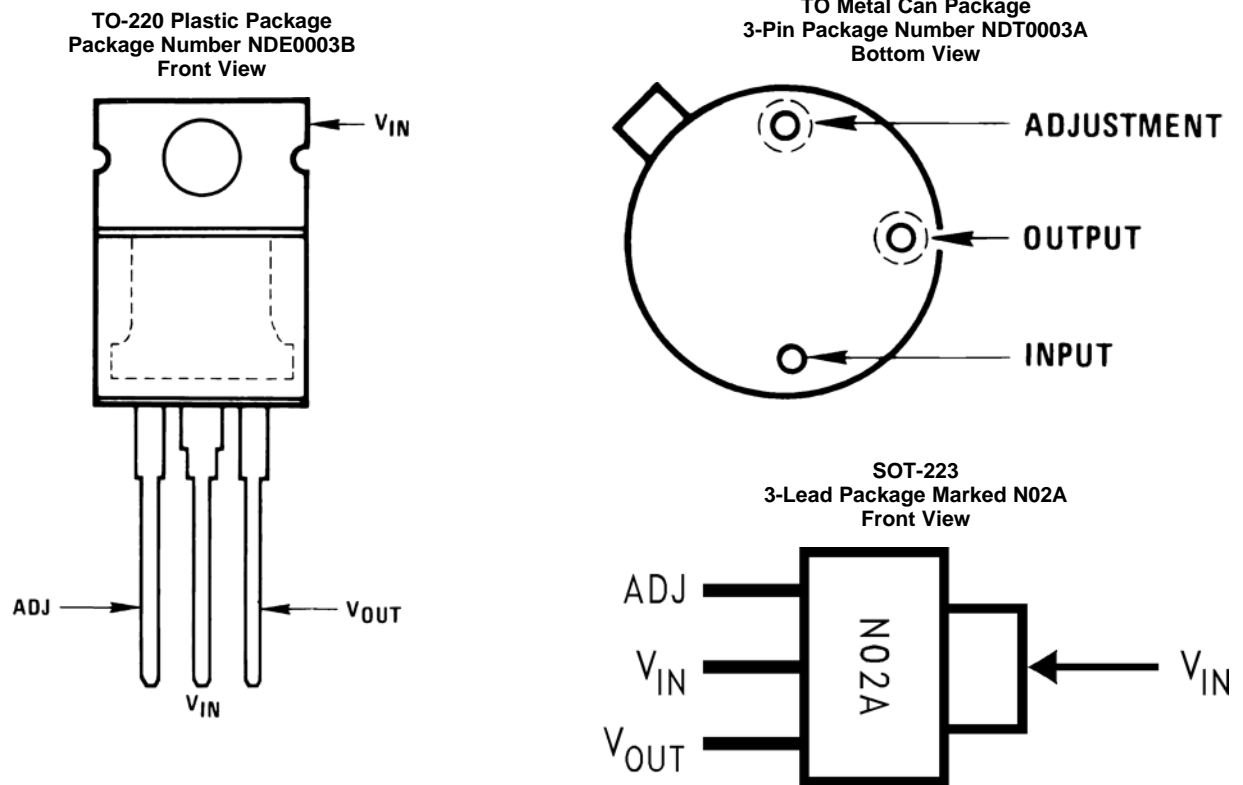 TO-220 Plastic Package
Package Number NDE0003B
Front View
VIN
ADJ
VOUT
VIN
TO Metal Can Package
3-Pin Package Number NDT0003A
Bottom View
ADJUSTMENT
OUTPUT
INPUT
SOT-223
3-Lead Package Marked N02A
Front View
ADJ
VIN
VOUT
N02A
VIN